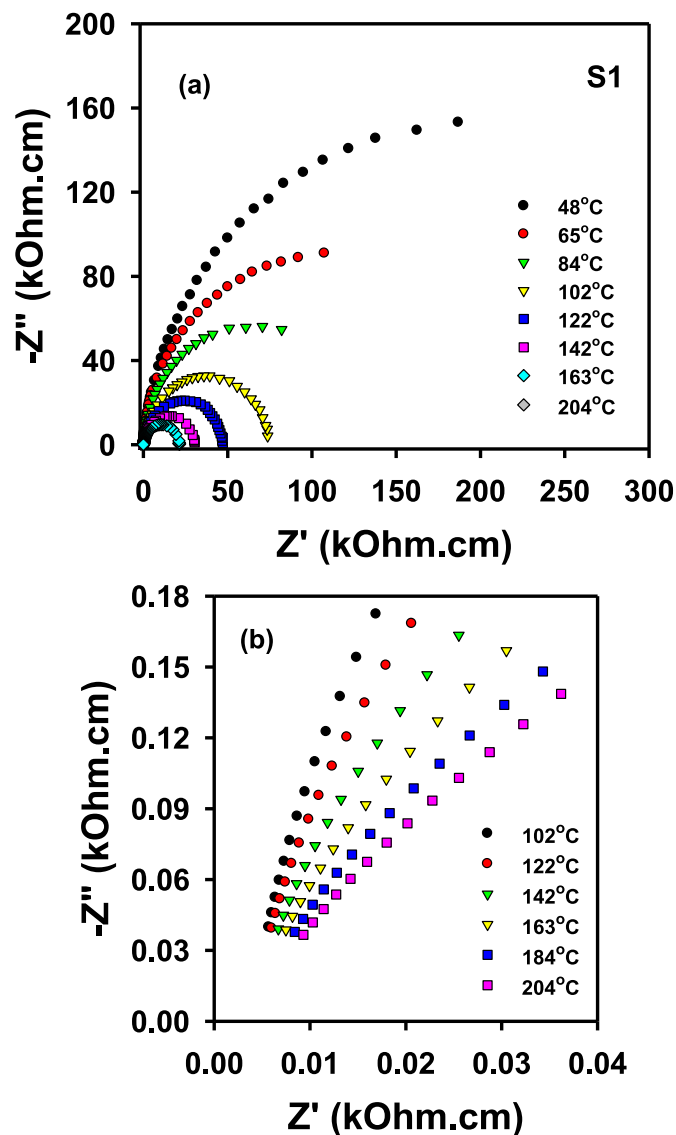 200
(a)
S1
160
120
80
40
0
-Z" (kOhm.cm)
48°C
65°C
84°C
102°C
122°C
142°C
163°C
204°C
0 50 100 150 200 250 300
Z' (kOhm.cm)
0.18
(b)
0.15
0.12
0.09
0.06
0.03
0.00
-Z" (kOhm.cm)
102°C
122°C
142°C
163°C
184°C
204°C
0.00 0.01 0.02 0.03 0.04
Z' (kOhm.cm)